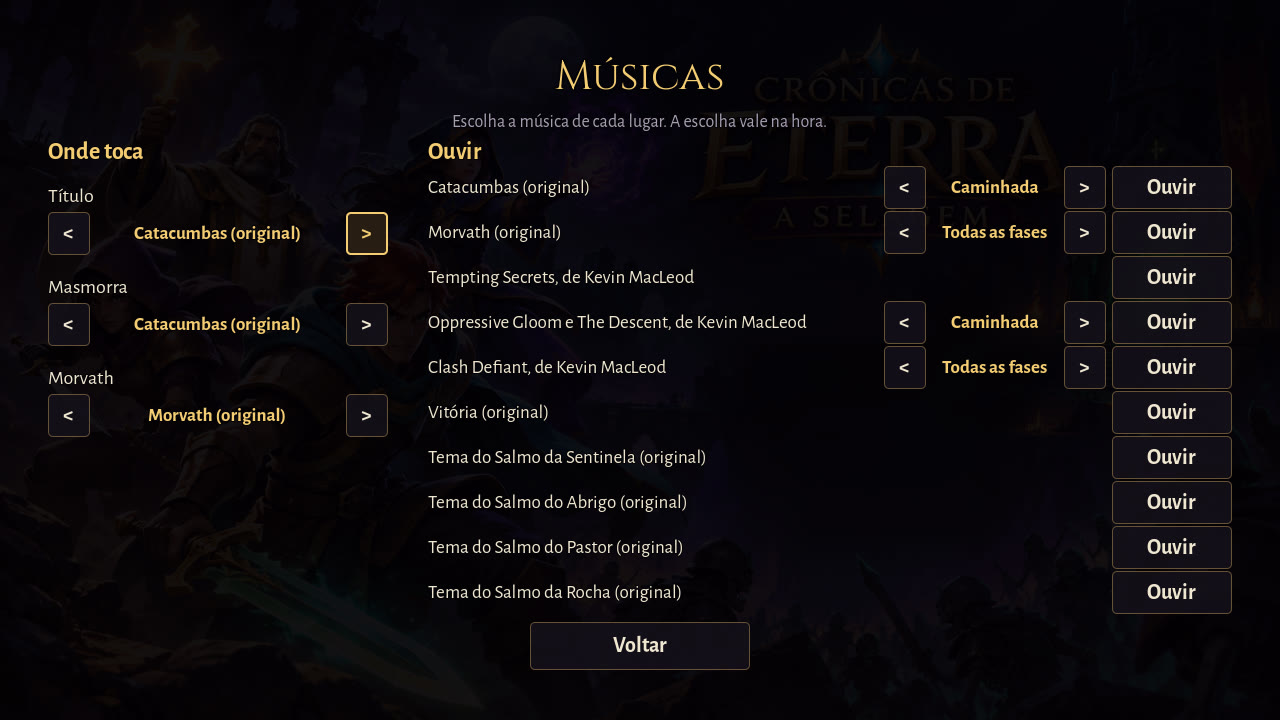 CRÔNICAS DE
ETERRA
MÚSICAS
Escolha a música de cada lugar. A escolha vale na hora.
Onde toca
Título
< Catacumbas (original) >
Masmorra
< Catacumbas (original) >
Morvath
< Morvath (original) >
Ouvir
Catacumbas (original) < Caminhada > Ouvir
Morvath (original) < Todas as fases > Ouvir
Tempting Secrets, de Kevin MacLeod Ouvir
Oppressive Gloom e The Descent, de Kevin MacLeod < Caminhada > Ouvir
Clash Defiant, de Kevin MacLeod < Todas as fases > Ouvir
Vitória (original) Ouvir
Tema do Salmo da Sentinela (original) Ouvir
Tema do Salmo do Abrigo (original) Ouvir
Tema do Salmo do Pastor (original) Ouvir
Tema do Salmo da Rocha (original) Ouvir
Voltar